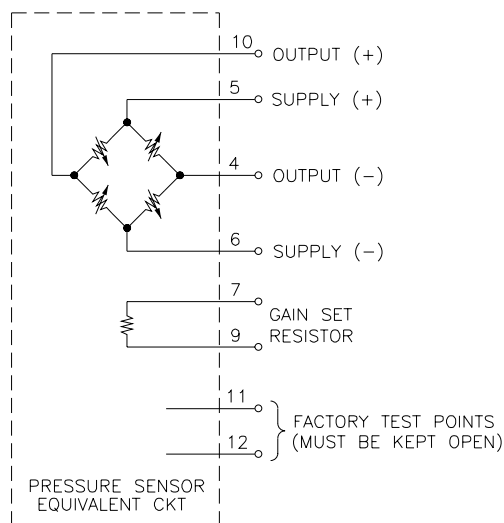 10 OUTPUT (+)
5 SUPPLY (+)
4 OUTPUT (-)
6 SUPPLY (-)
7
GAIN SET
RESISTOR
9
11
FACTORY TEST POINTS
(MUST BE KEPT OPEN)
12
PRESSURE SENSOR
EQUIVALENT CKT